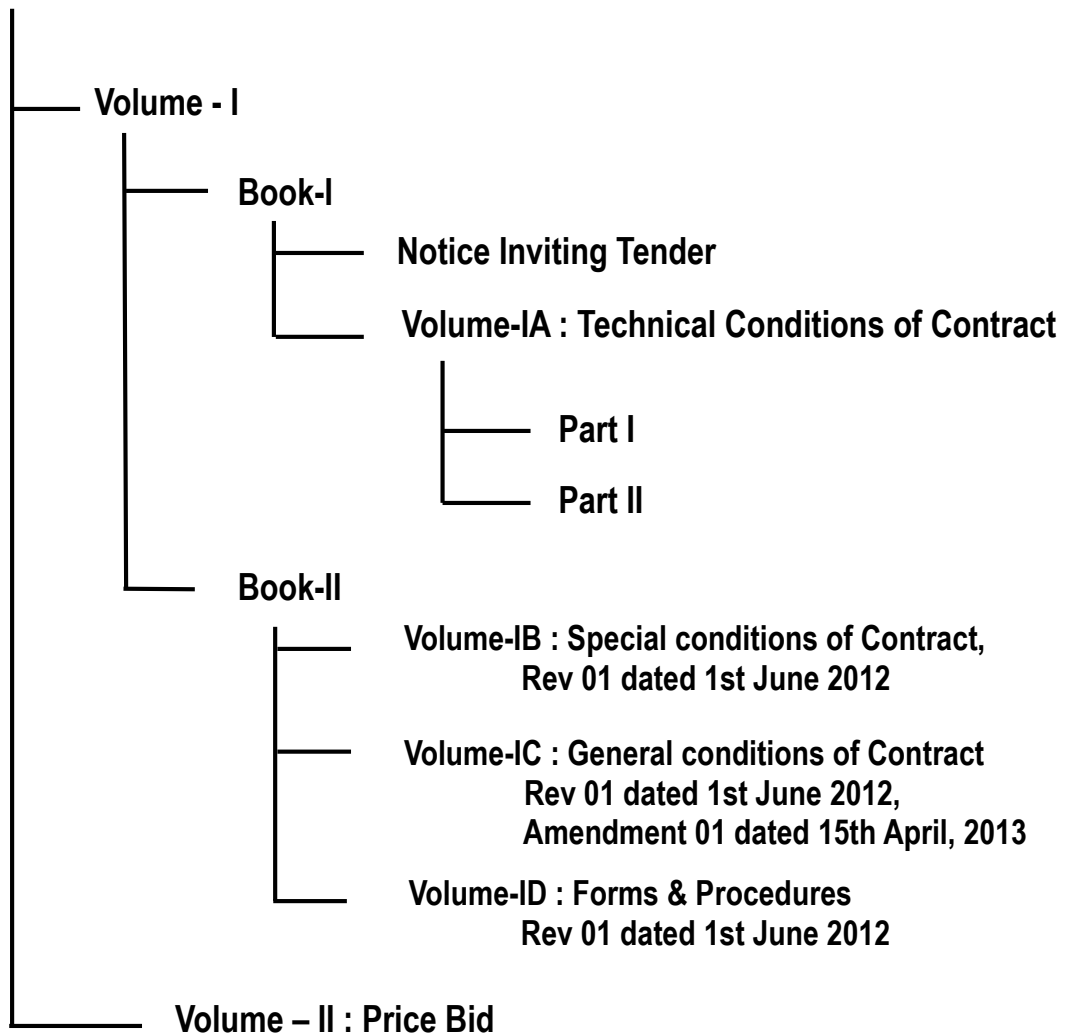 Volume - I
Book-I
Notice Inviting Tender
Volume-IA : Technical Conditions of Contract
Part I
Part II
Book-II
Volume-IB : Special conditions of Contract,
Rev 01 dated 1st June 2012
Volume-IC : General conditions of Contract
Rev 01 dated 1st June 2012,
Amendment 01 dated 15th April, 2013
Volume-ID : Forms & Procedures
Rev 01 dated 1st June 2012
Volume – II : Price Bid